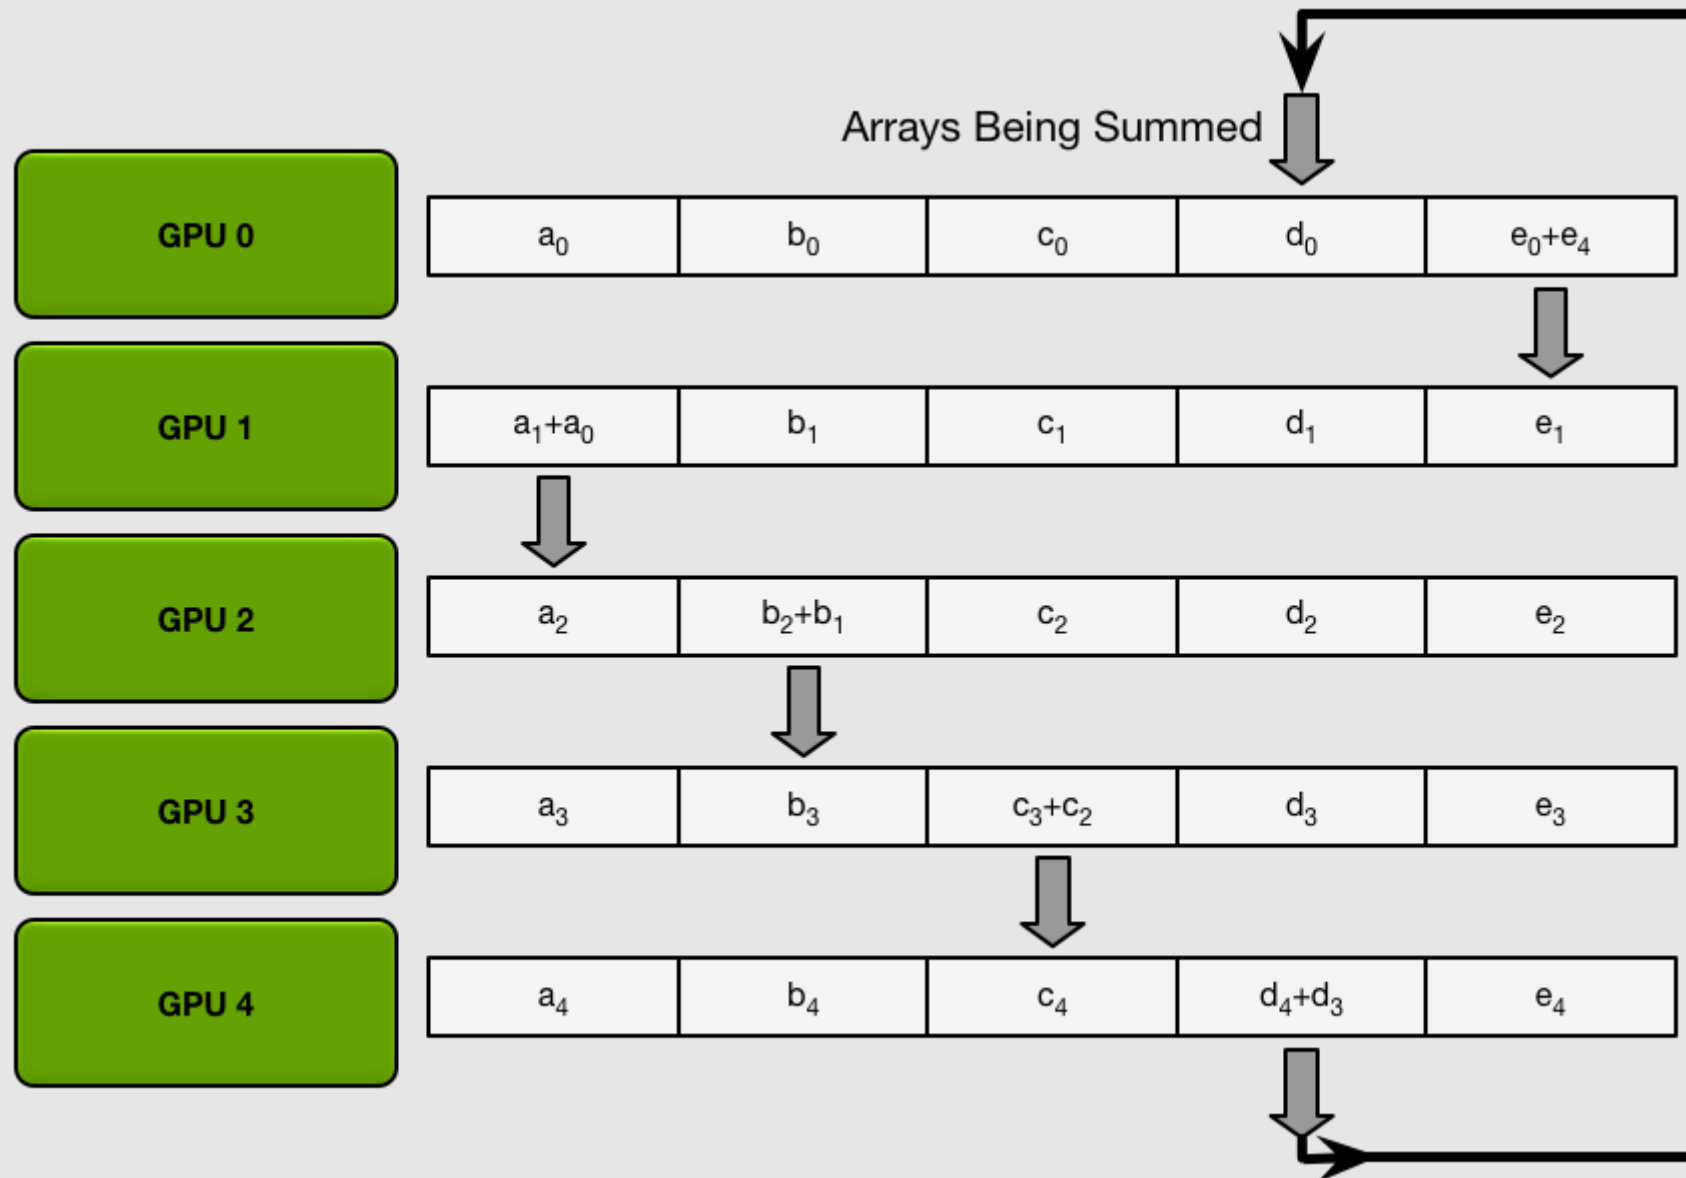 Arrays Being Summed
GPU 0 a₀ b₀ c₀ d₀ e₀+e₄
GPU 1 a₁+a₀ b₁ c₁ d₁ e₁
GPU 2 a₂ b₂+b₁ c₂ d₂ e₂
GPU 3 a₃ b₃ c₃+c₂ d₃ e₃
GPU 4 a₄ b₄ c₄ d₄+d₃ e₄